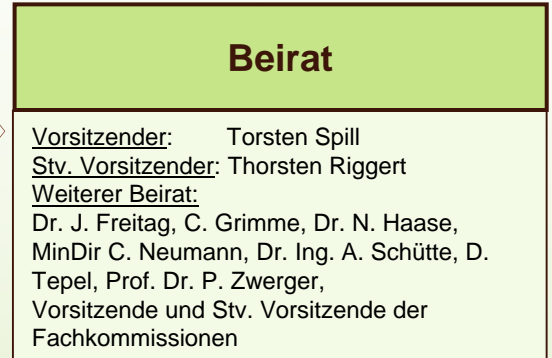 Beirat
Vorsitzender: Torsten Spill
Stv. Vorsitzender: Thorsten Riggert
Weiterer Beirat:
Dr. J. Freitag, C. Grimme, Dr. N. Haase,
MinDir C. Neumann, Dr. Ing. A. Schütte, D.
Tepel, Prof. Dr. P. Zwerger,
Vorsitzende und Stv. Vorsitzende der
Fachkommissionen